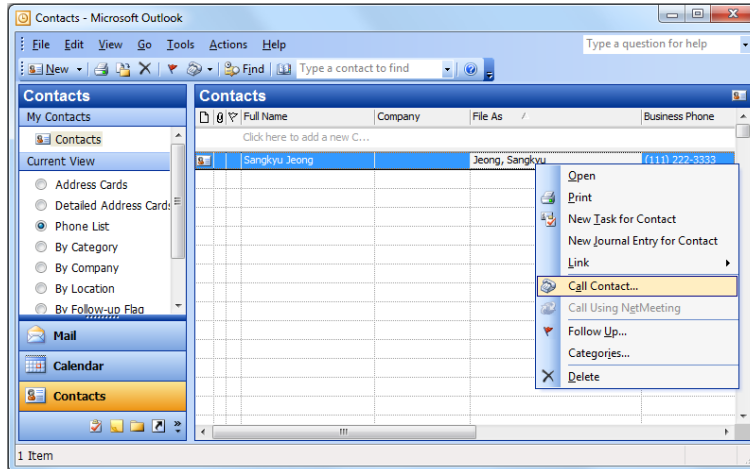 Contacts - Microsoft Outlook
File Edit View Go Tools Actions Help Type a question for help
New Find Type a contact to find
Contacts
My Contacts
Contacts
Current View
Address Cards
Detailed Address Card
Phone List
By Category
By Company
By Location
By Follow-up Flag
Mail
Calendar
Contacts
Contacts
Full Name Company File As Business Phone
Click here to add a new C...
Sangkyu Jeong Jeong, Sangkyu (111) 222-3333
Open
Print
New Task for Contact
New Journal Entry for Contact
Link
Call Contact...
Call Using NetMeeting
Follow Up...
Categories...
Delete
1 Item